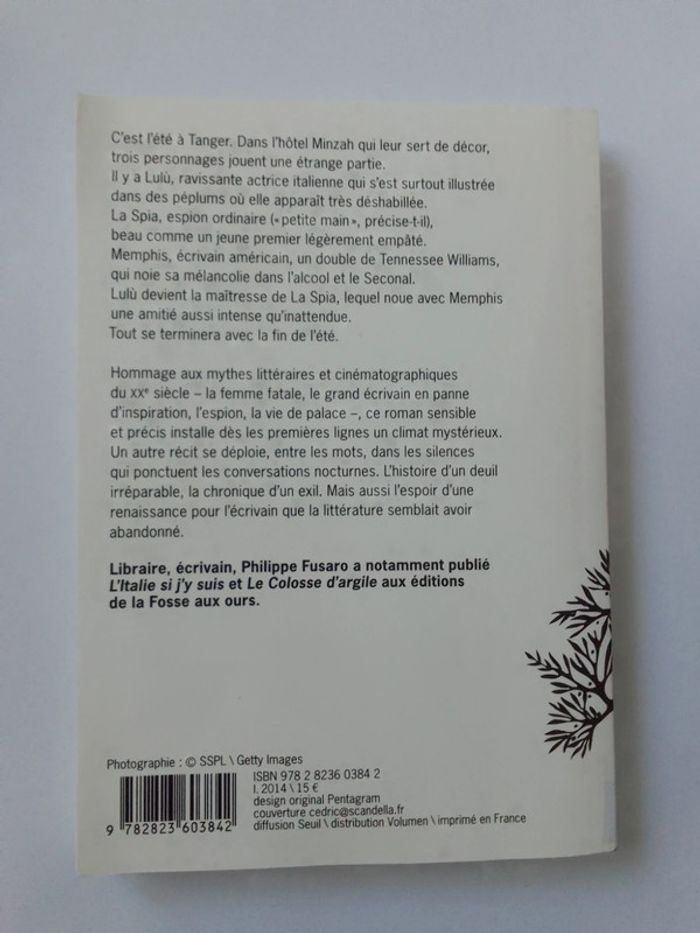 C'est l'été à Tanger. Dans l'hôtel Minzah qui leur sert de décor,
trois personnages jouent une étrange partie.
Il y a Lulù, ravissante actrice italienne qui s'est surtout illustrée
dans des péplums où elle apparaît très déshabillée.
La Spia, espion ordinaire (« petite main », précise-t-il),
beau comme un jeune premier légèrement empâté.
Memphis, écrivain américain, un double de Tennessee Williams,
qui noie sa mélancolie dans l'alcool et le Seconal.
Lulù devient la maîtresse de La Spia, lequel noue avec Memphis
une amitié aussi intense qu'inattendue.
Tout se terminera avec la fin de l'été.
Hommage aux mythes littéraires et cinématographiques
du XXe siècle – la femme fatale, le grand écrivain en panne
d'inspiration, l'espion, la vie de palace –, ce roman sensible
et précis installe dès les premières lignes un climat mystérieux.
Un autre récit se déploie, entre les mots, dans les silences
qui ponctuent les conversations nocturnes. L'histoire d'un deuil
irréparable, la chronique d'un exil. Mais aussi l'espoir d'une
renaissance pour l'écrivain que la littérature semblait avoir
abandonné.
Libraire, écrivain, Philippe Fusaro a notamment publié
L'Italie si j'y suis et Le Colosse d'argile aux éditions
de la Fosse aux ours.
Photographie : © SSPL \ Getty Images
ISBN 978 2 8236 0384 2
I. 2014 \ 15 €
design original Pentagram
couverture cedric@scandella.fr
diffusion Seuil \ distribution Volumen \ imprimé en France
9 782823 603842